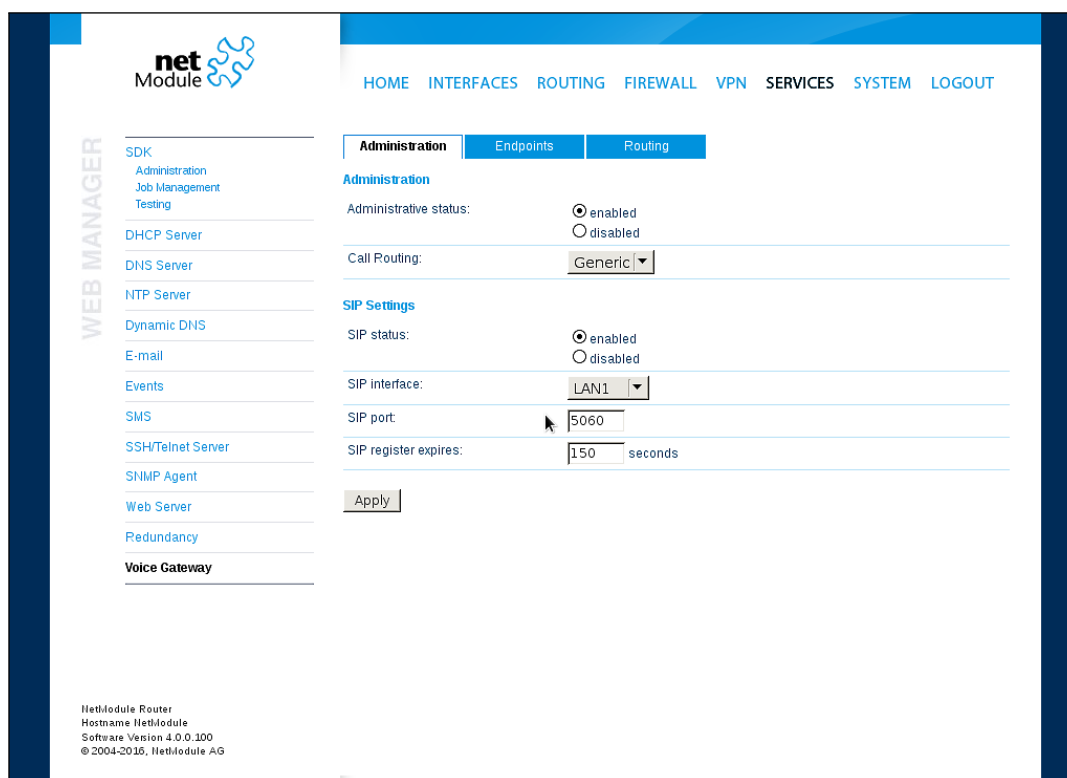 net
Module
HOME INTERFACES ROUTING FIREWALL VPN SERVICES SYSTEM LOGOUT
WEB MANAGER
SDK
Administration
Job Management
Testing
DHCP Server
DNS Server
NTP Server
Dynamic DNS
E-mail
Events
SMS
SSH/Telnet Server
SNMP Agent
Web Server
Redundancy
Voice Gateway
Administration Endpoints Routing
Administration
Administrative status: enabled
disabled
Call Routing: Generic
SIP Settings
SIP status: enabled
disabled
SIP interface: LAN1
SIP port: 5060
SIP register expires: 150 seconds
Apply
NetModule Router
Hostname NetModule
Software Version 4.0.0.100
© 2004-2016, NetModule AG